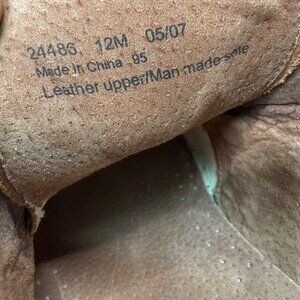 24486 12M 05/07
Made in China 95
Leather upper/Man made sole